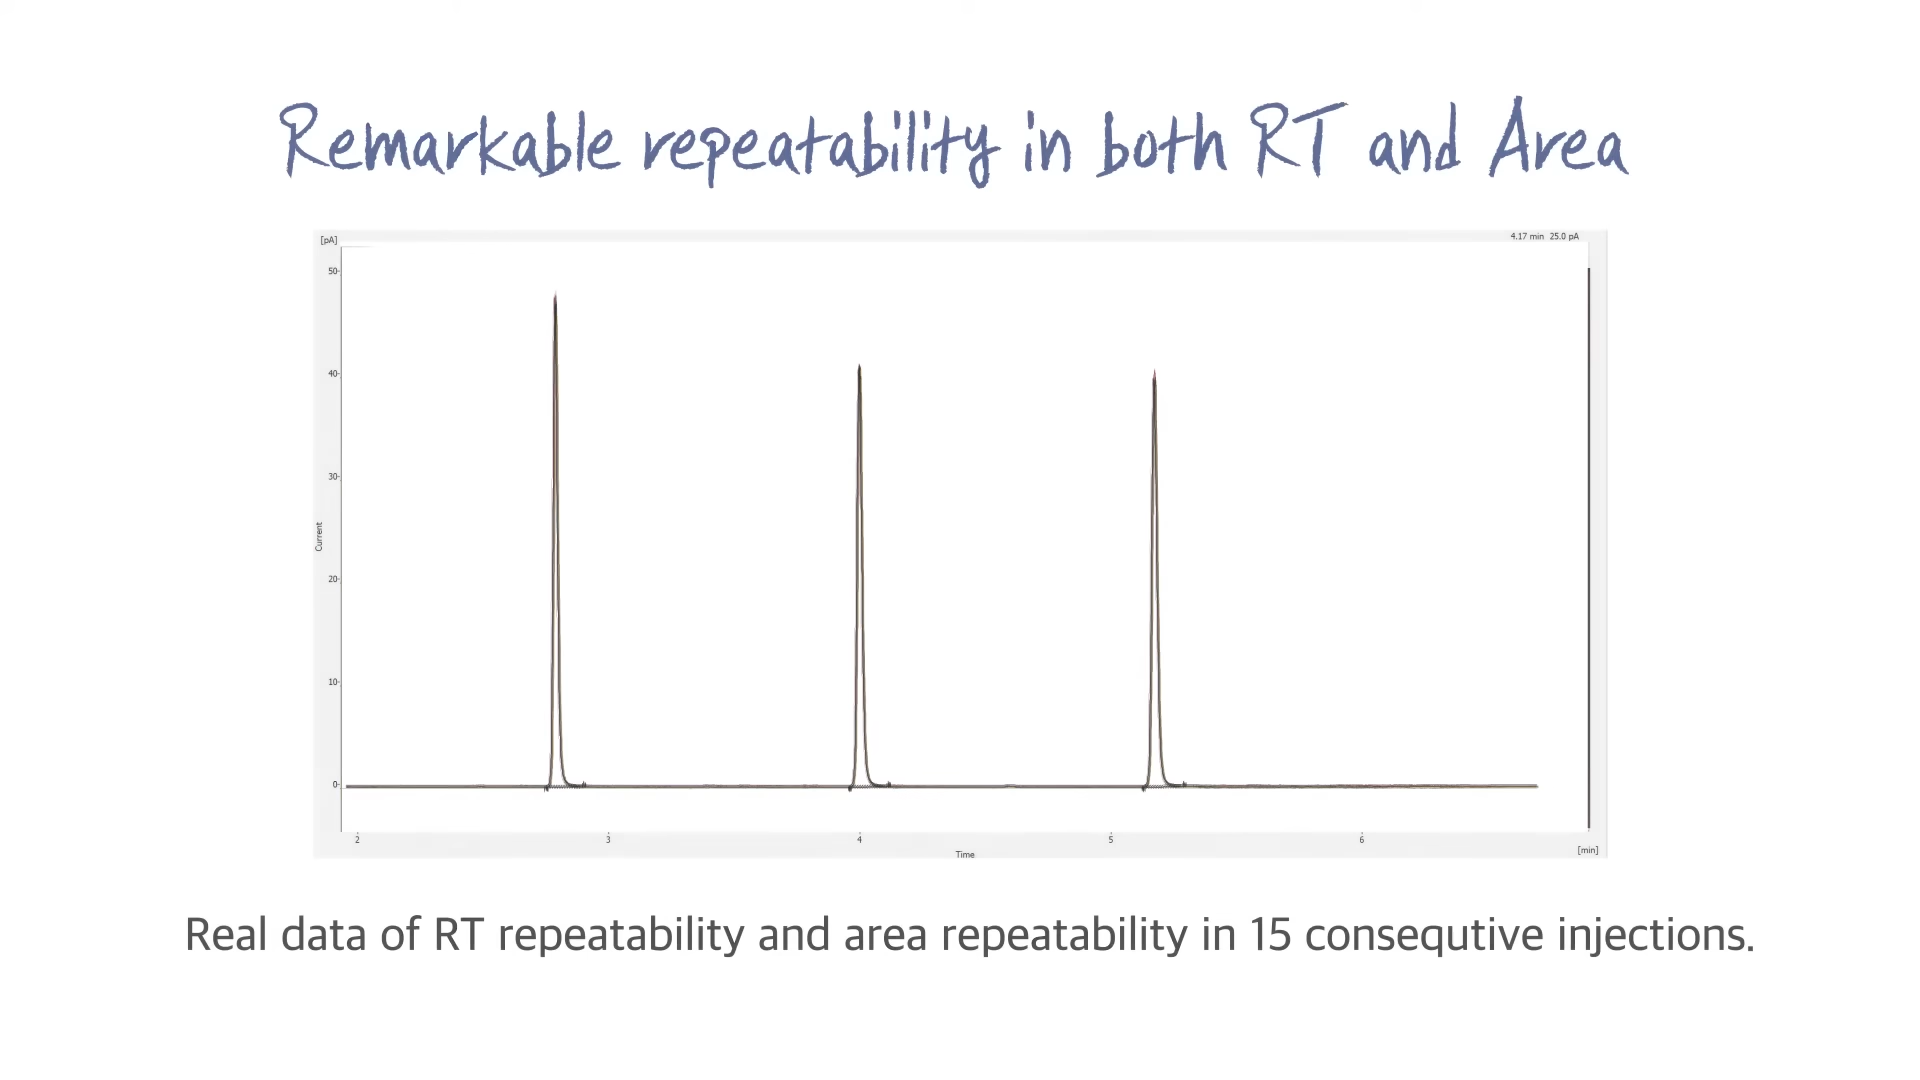 Remarkable repeatability in both RT and Area
[pA]
4.17 min 25.0 pA
50
40
30
Current
20
10
0
2 3 4 5 6
Time
[min]
Real data of RT repeatability and area repeatability in 15 consequtive injections.